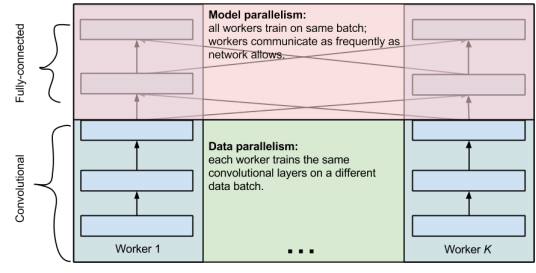 Fully-connected
Model parallelism:
all workers train on same batch;
workers communicate as frequently as
network allows.
Convolutional
Data parallelism:
each worker trains the same
convolutional layers on a different
data batch.
Worker 1
...
Worker K